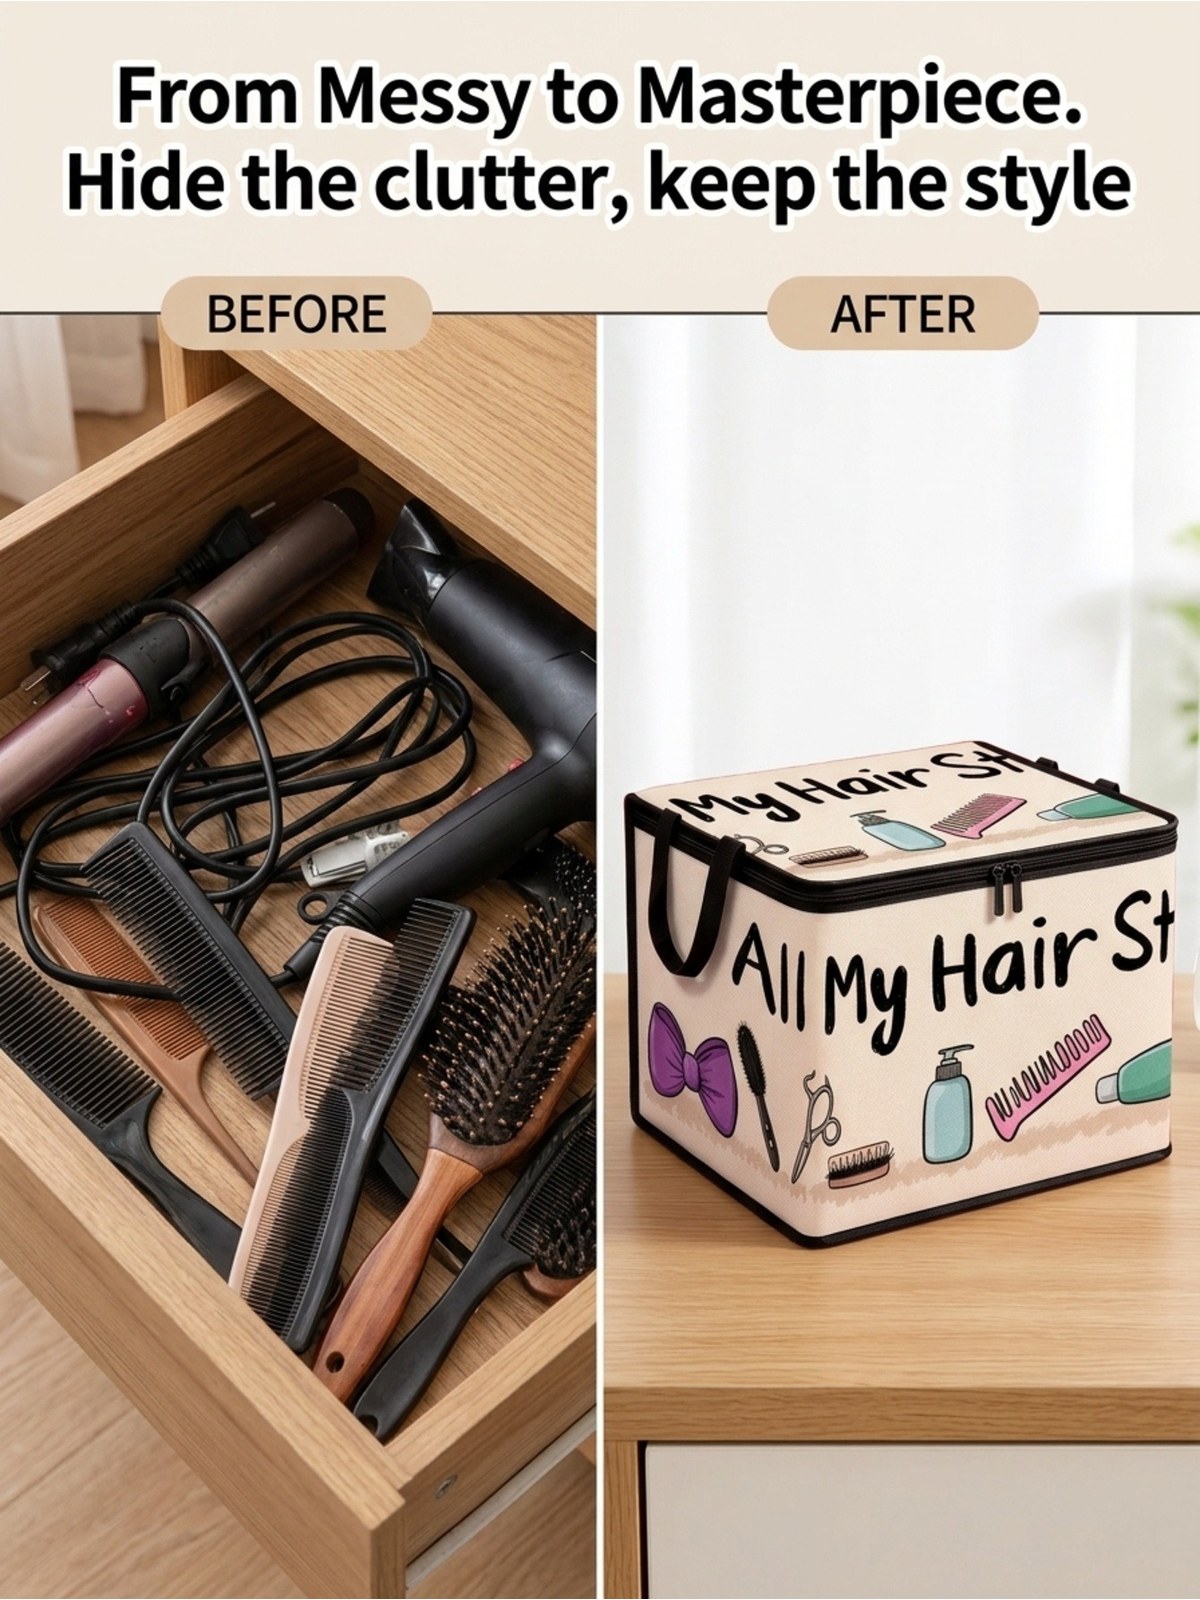 From Messy to Masterpiece.
Hide the clutter, keep the style
BEFORE
AFTER
My Hair St
All My Hair St